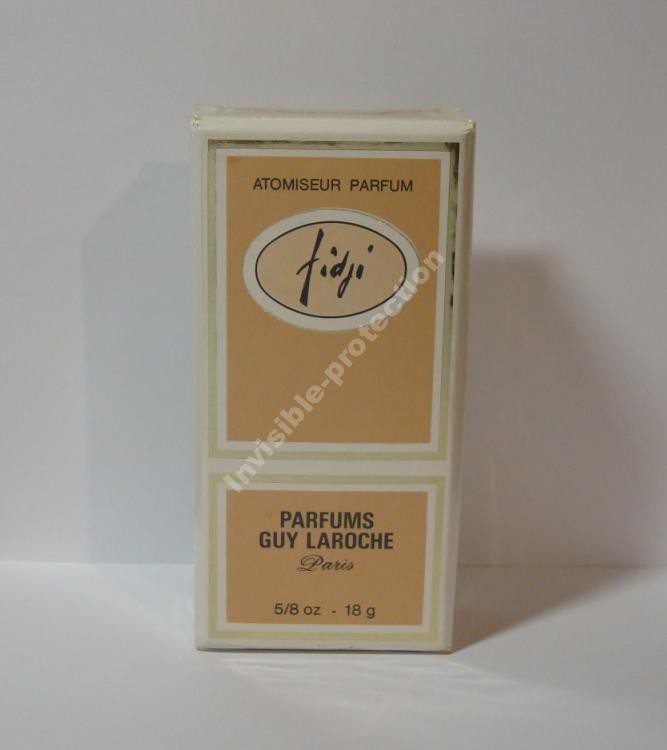 ATOMISEUR PARFUM
fidji
Invisible-protection
PARFUMS
GUY LAROCHE
Paris
5/8 oz - 18 g